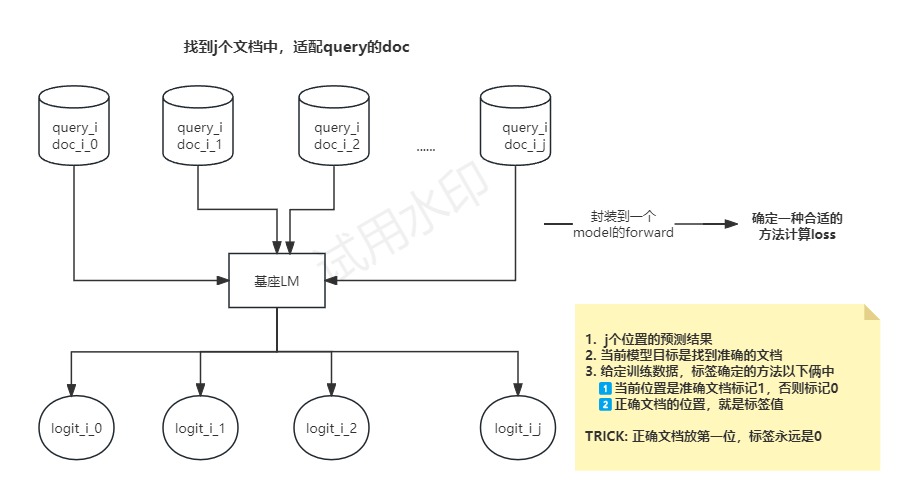 找到j个文档中，适配query的doc
query_i
doc_i_0
query_i
doc_i_1
query_i
doc_i_2
......
query_i
doc_i_j
试用水印
封装到一个
model的forward
确定一种合适的
方法计算loss
基座LM
1. j个位置的预测结果
2. 当前模型目标是找到准确的文档
3. 给定训练数据，标签确定的方法以下俩中
1 当前位置是准确文档标记1，否则标记0
2 正确文档的位置，就是标签值
TRICK: 正确文档放第一位，标签永远是0
logit_i_0
logit_i_1
logit_i_2
logit_i_j